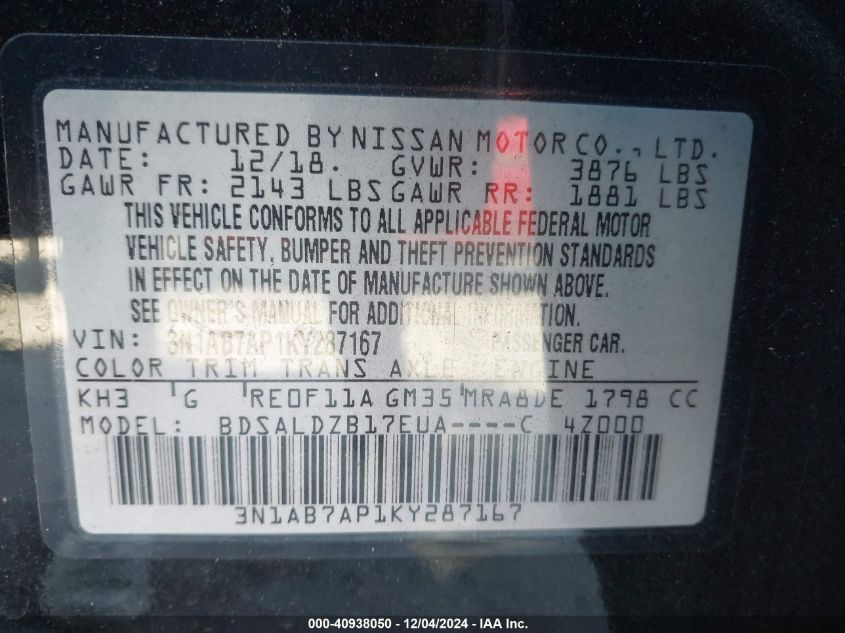 MANUFACTURED BY NISSAN MOTOR CO., LTD.
DATE: 12/18. GVWR: 3876 LBS
GAWR FR: 2143 LBS GAWR RR: 1881 LBS
THIS VEHICLE CONFORMS TO ALL APPLICABLE FEDERAL MOTOR
VEHICLE SAFETY, BUMPER AND THEFT PREVENTION STANDARDS
IN EFFECT ON THE DATE OF MANUFACTURE SHOWN ABOVE.
SEE OWNER'S MANUAL FOR ADDITIONAL INFORMATION.
VIN: 3N1AB7AP1KY287167 PASSENGER CAR.
COLOR TRIM TRANS AXLE ENGINE
KH3 G RE0F11A GM35 MRA8DE 1798 CC
MODEL: BDSALDZB17EUA----C 4Z000
3N1AB7AP1KY287167
000-40938050 - 12/04/2024 - IAA Inc.